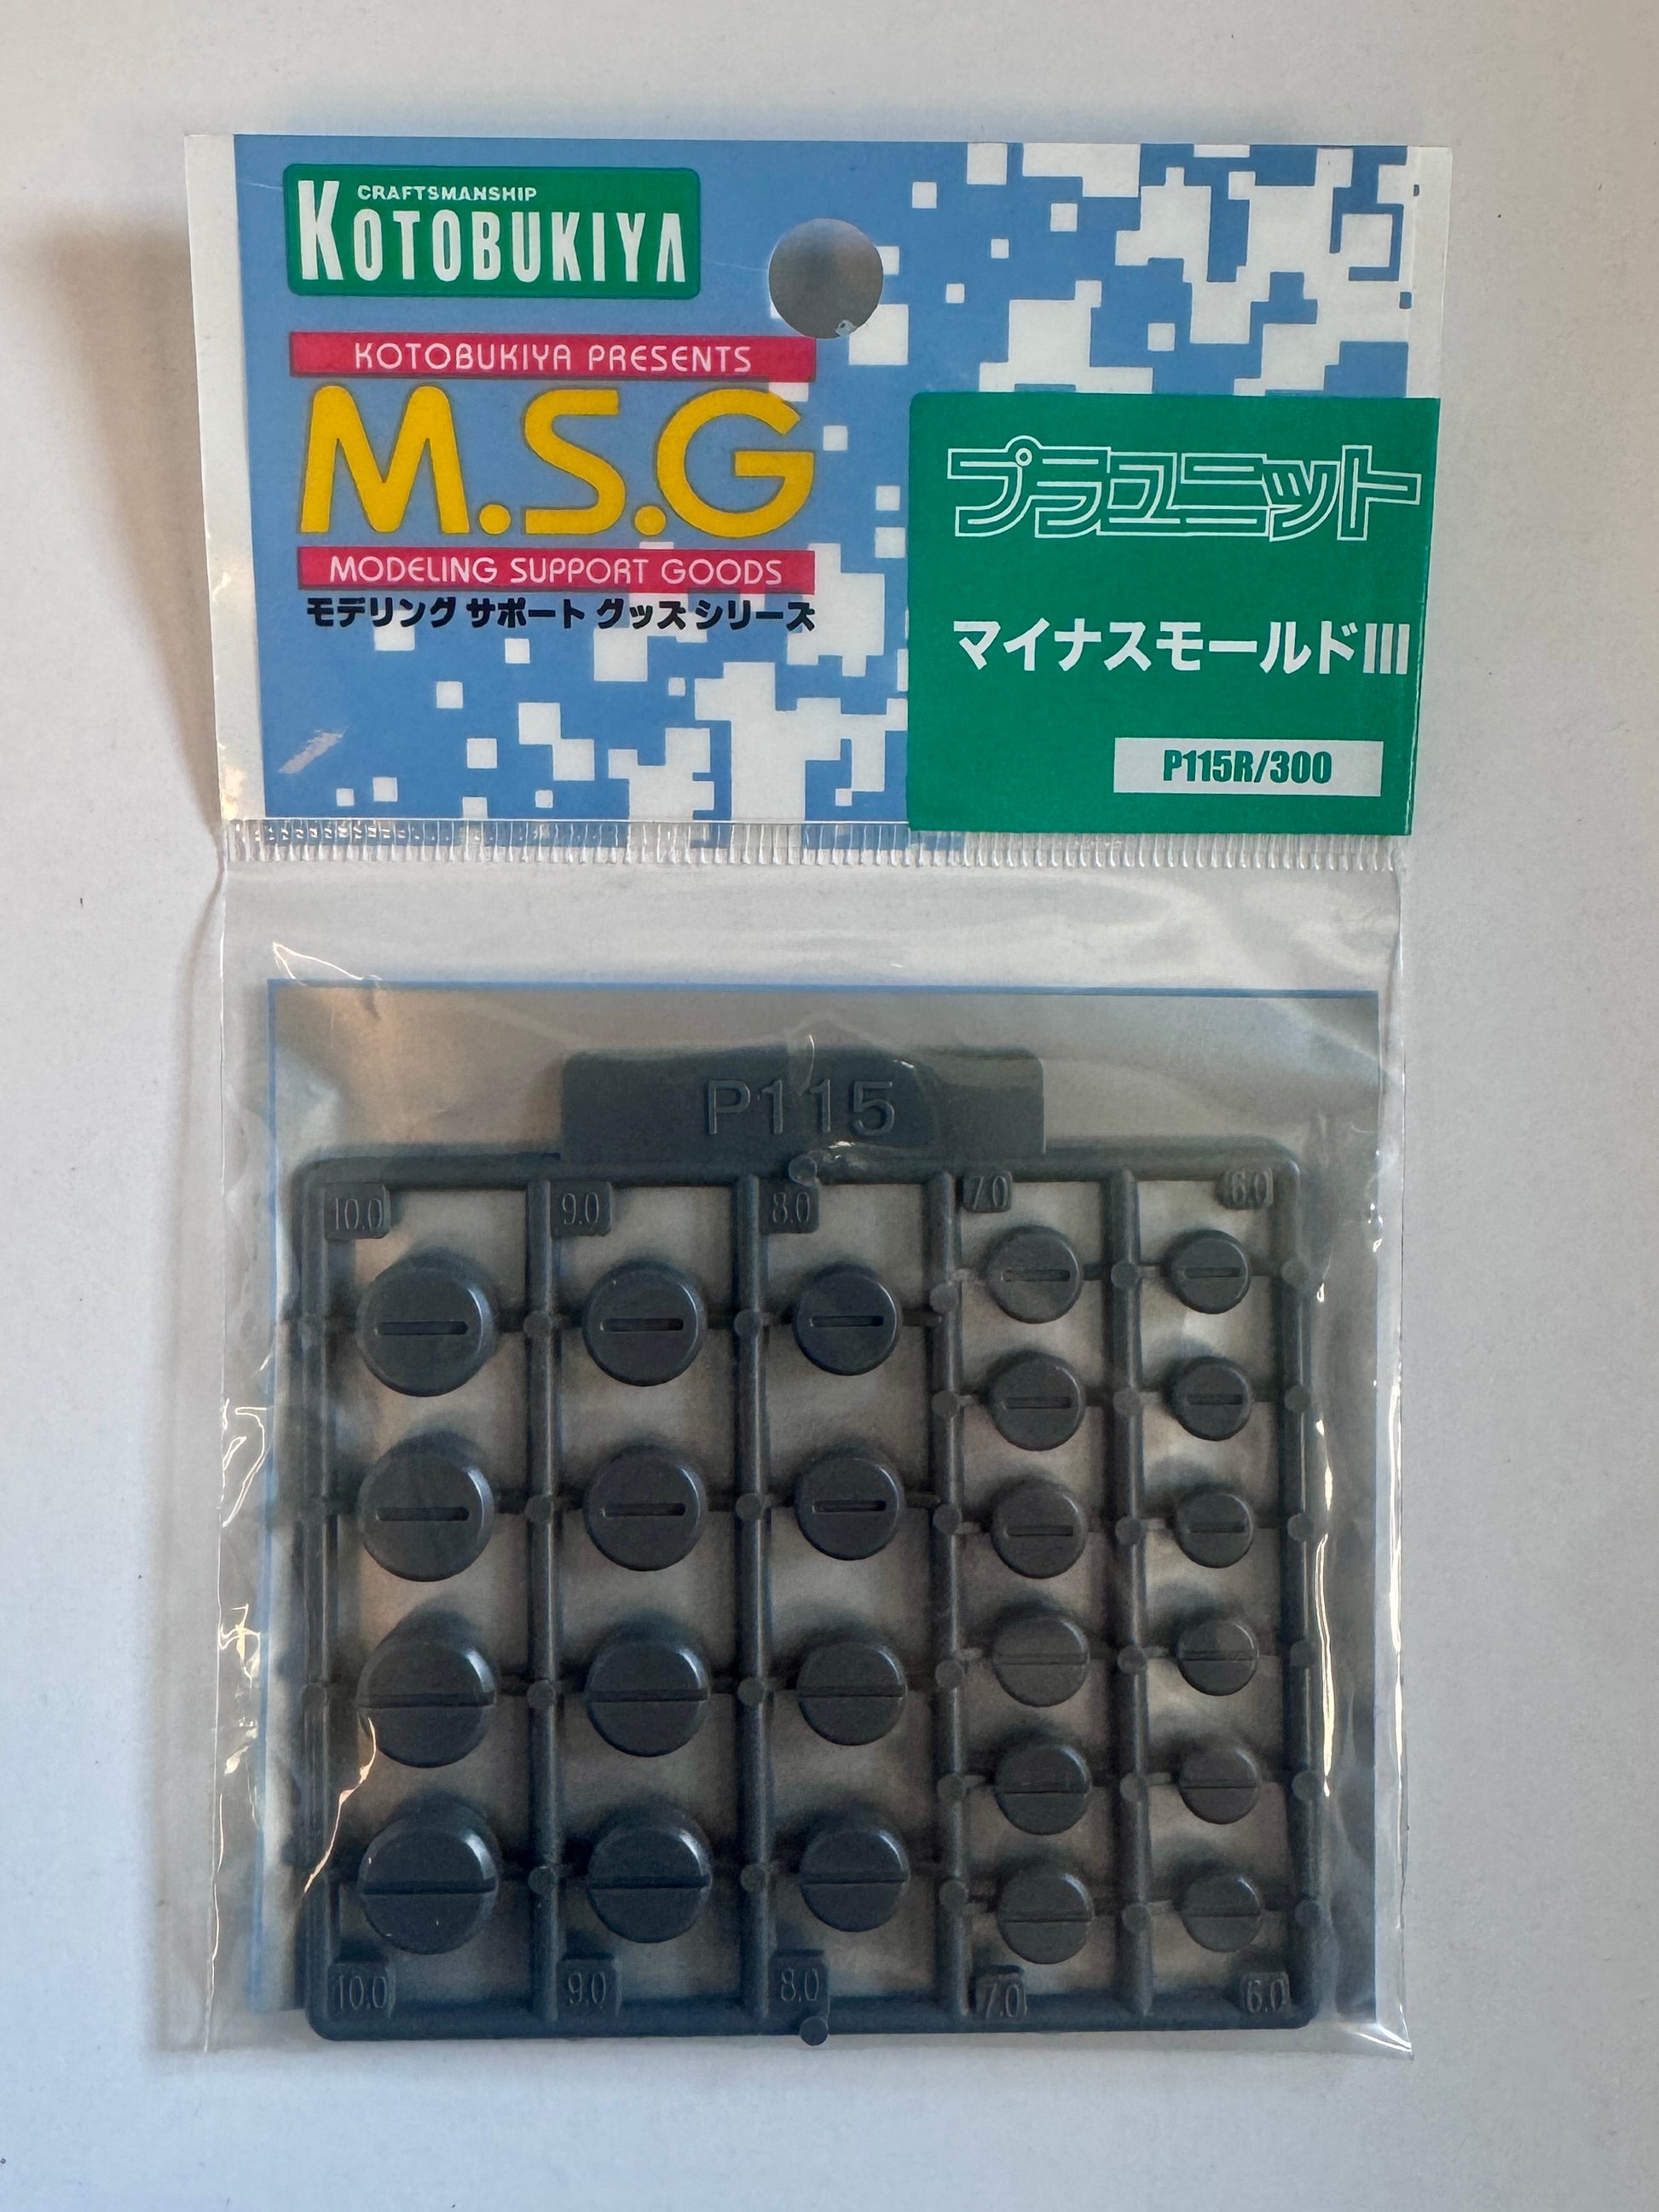 CRAFTSMANSHIP
KOTOBUKIYA
KOTOBUKIYA PRESENTS
M.S.G
MODELING SUPPORT GOODS
モデリング サポート グッズ シリーズ
プラユニット
マイナスモールドIII
P115R/300
P115
10.0 9.0 8.0 7.0 6.0
10.0 9.0 8.0 7.0 6.0